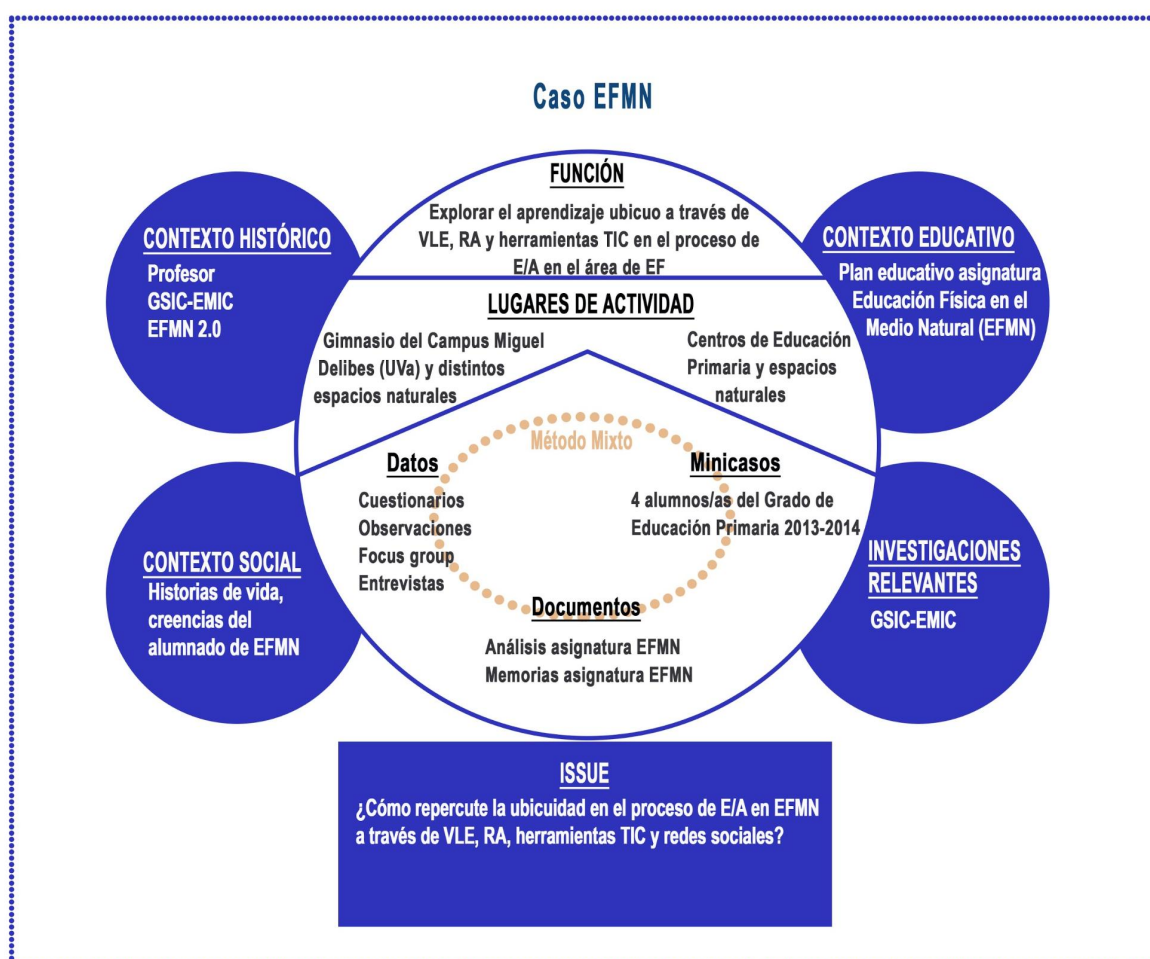 Caso EFMN
FUNCIÓN
Explorar el aprendizaje ubicuo a través de
VLE, RA y herramientas TIC en el proceso de
E/A en el área de EF
CONTEXTO HISTÓRICO
Profesor
GSIC-EMIC
EFMN 2.0
CONTEXTO EDUCATIVO
Plan educativo asignatura
Educación Física en el
Medio Natural (EFMN)
LUGARES DE ACTIVIDAD
Gimnasio del Campus Miguel
Delibes (UVa) y distintos
espacios naturales
Centros de Educación
Primaria y espacios
naturales
Método Mixto
Datos
Cuestionarios
Observaciones
Focus group
Entrevistas
Minicasos
4 alumnos/as del Grado de
Educación Primaria 2013-2014
Documentos
Análisis asignatura EFMN
Memorias asignatura EFMN
CONTEXTO SOCIAL
Historias de vida,
creencias del
alumnado de EFMN
INVESTIGACIONES
RELEVANTES
GSIC-EMIC
ISSUE
¿Cómo repercute la ubicuidad en el proceso de E/A en EFMN
a través de VLE, RA, herramientas TIC y redes sociales?